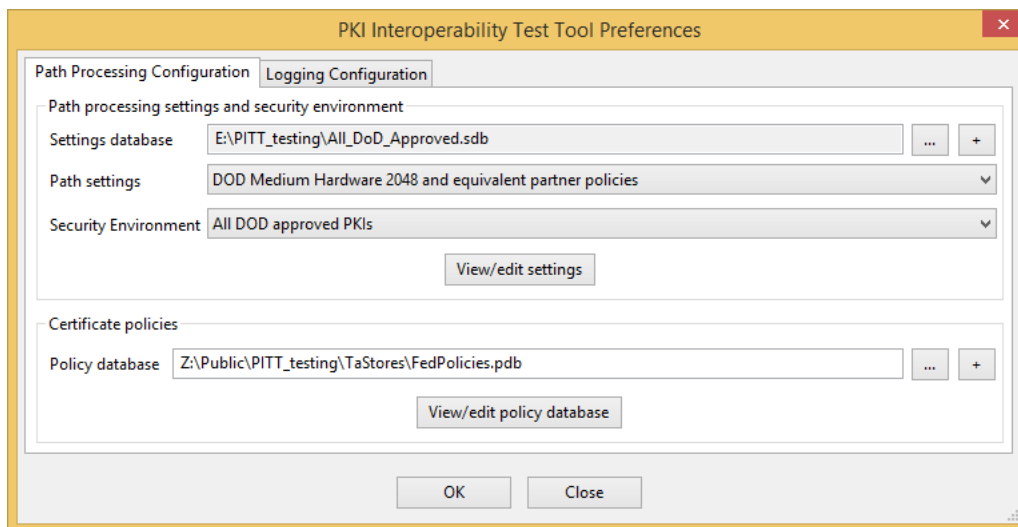 PKI Interoperability Test Tool Preferences
Path Processing Configuration Logging Configuration
Path processing settings and security environment
Settings database E:\PITT_testing\All_DoD_Approved.sdb ... +
Path settings DOD Medium Hardware 2048 and equivalent partner policies
Security Environment All DOD approved PKIs
View/edit settings
Certificate policies
Policy database Z:\Public\PITT_testing\TaStores\FedPolicies.pdb ... +
View/edit policy database
OK Close